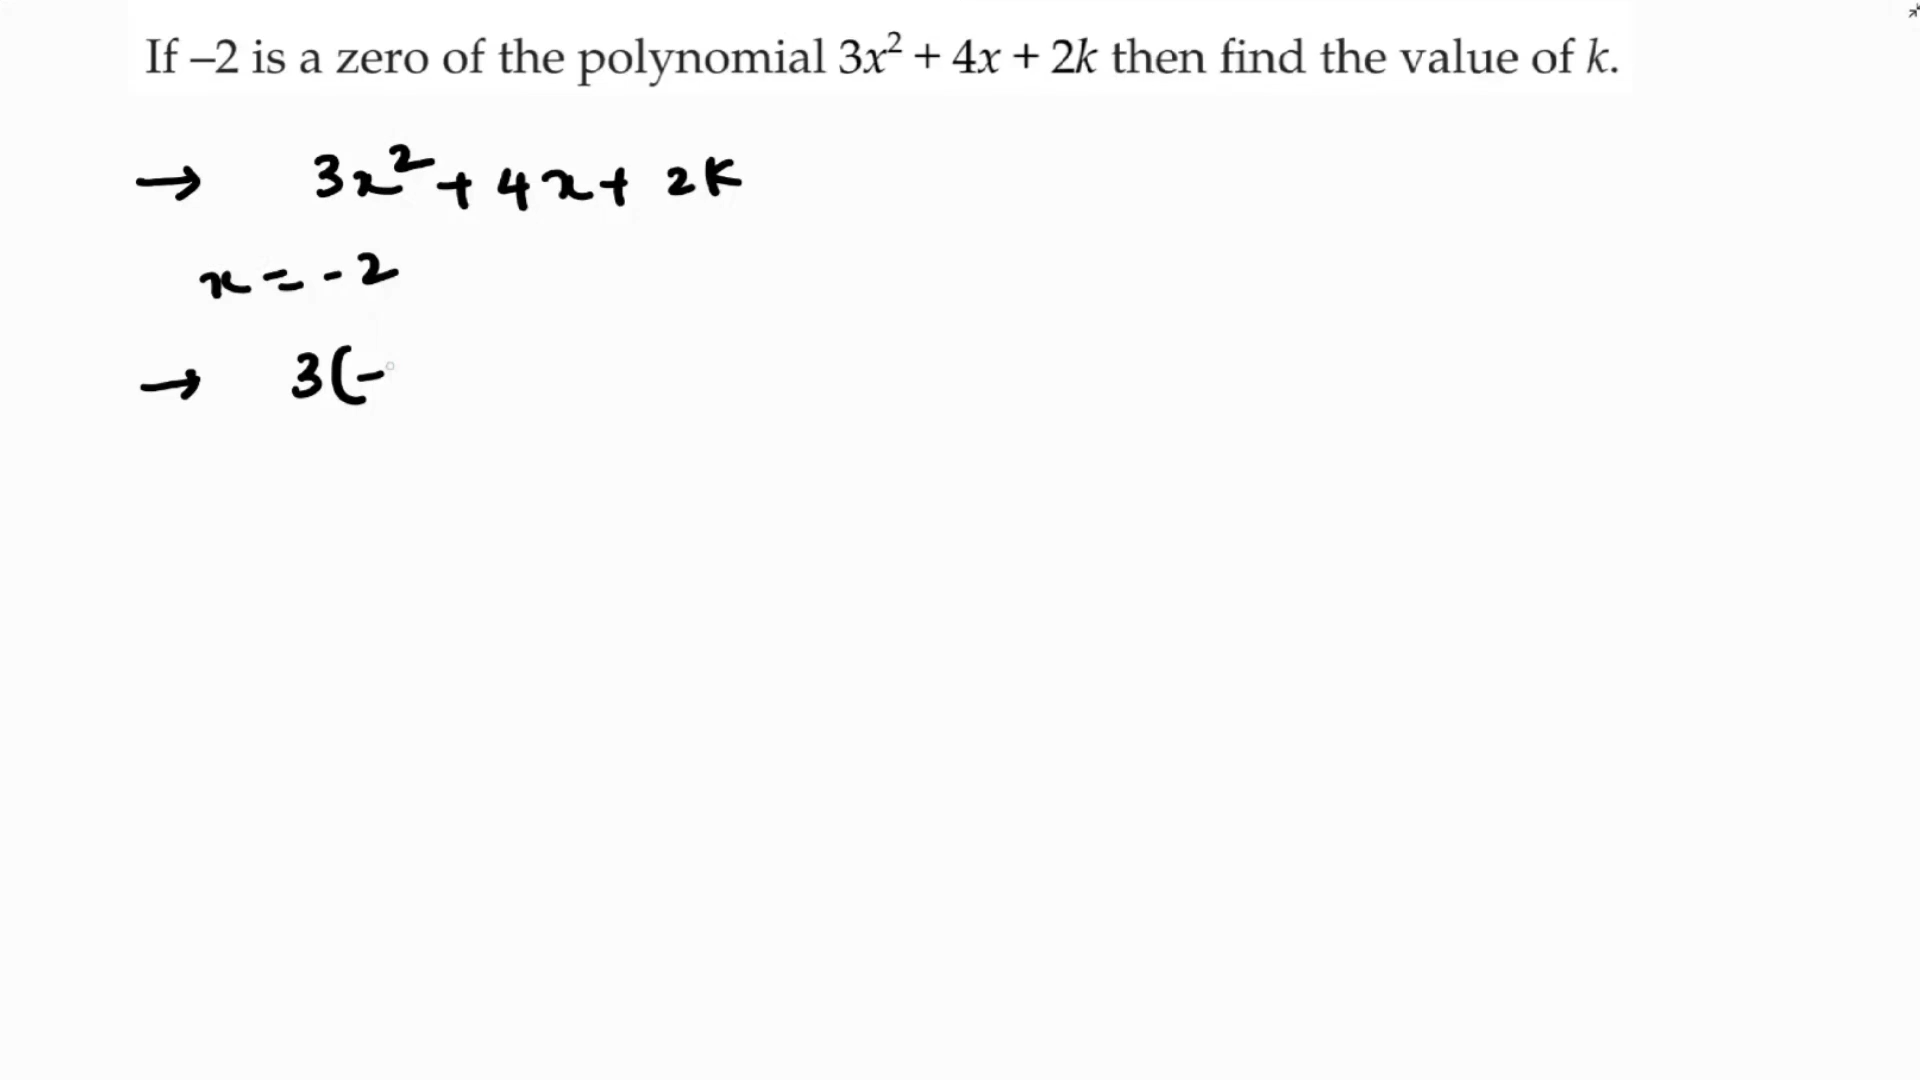 If –2 is a zero of the polynomial 3x² + 4x + 2k then find the value of k.
→ 3x² + 4x + 2k
x = -2
→ 3(-